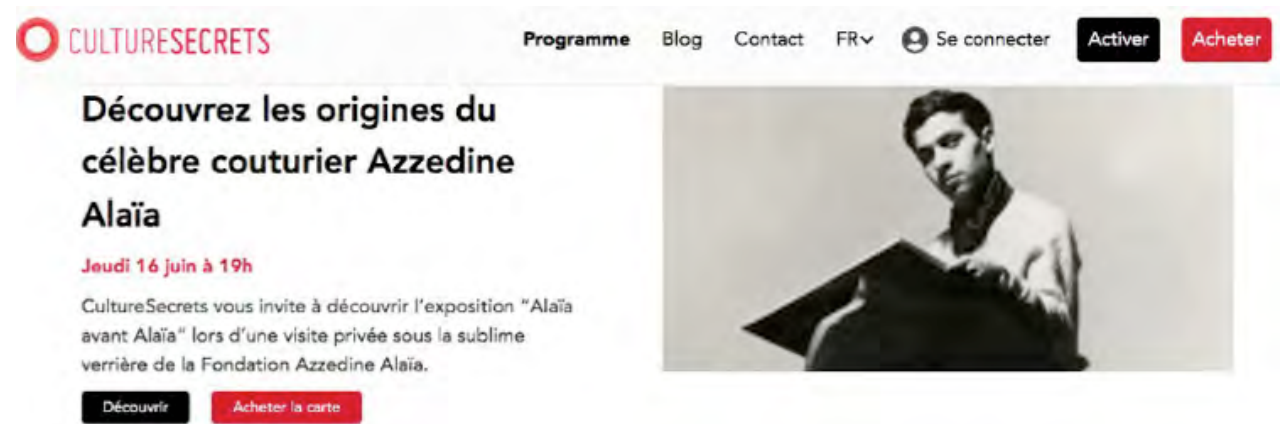 CULTURESECRETS
Programme Blog Contact FR Se connecter Activer Acheter
Découvrez les origines du
célèbre couturier Azzedine
Alaïa
Jeudi 16 juin à 19h
CultureSecrets vous invite à découvrir l'exposition "Alaïa
avant Alaïa" lors d'une visite privée sous la sublime
verrière de la Fondation Azzedine Alaïa.
Découvrir Acheter la carte